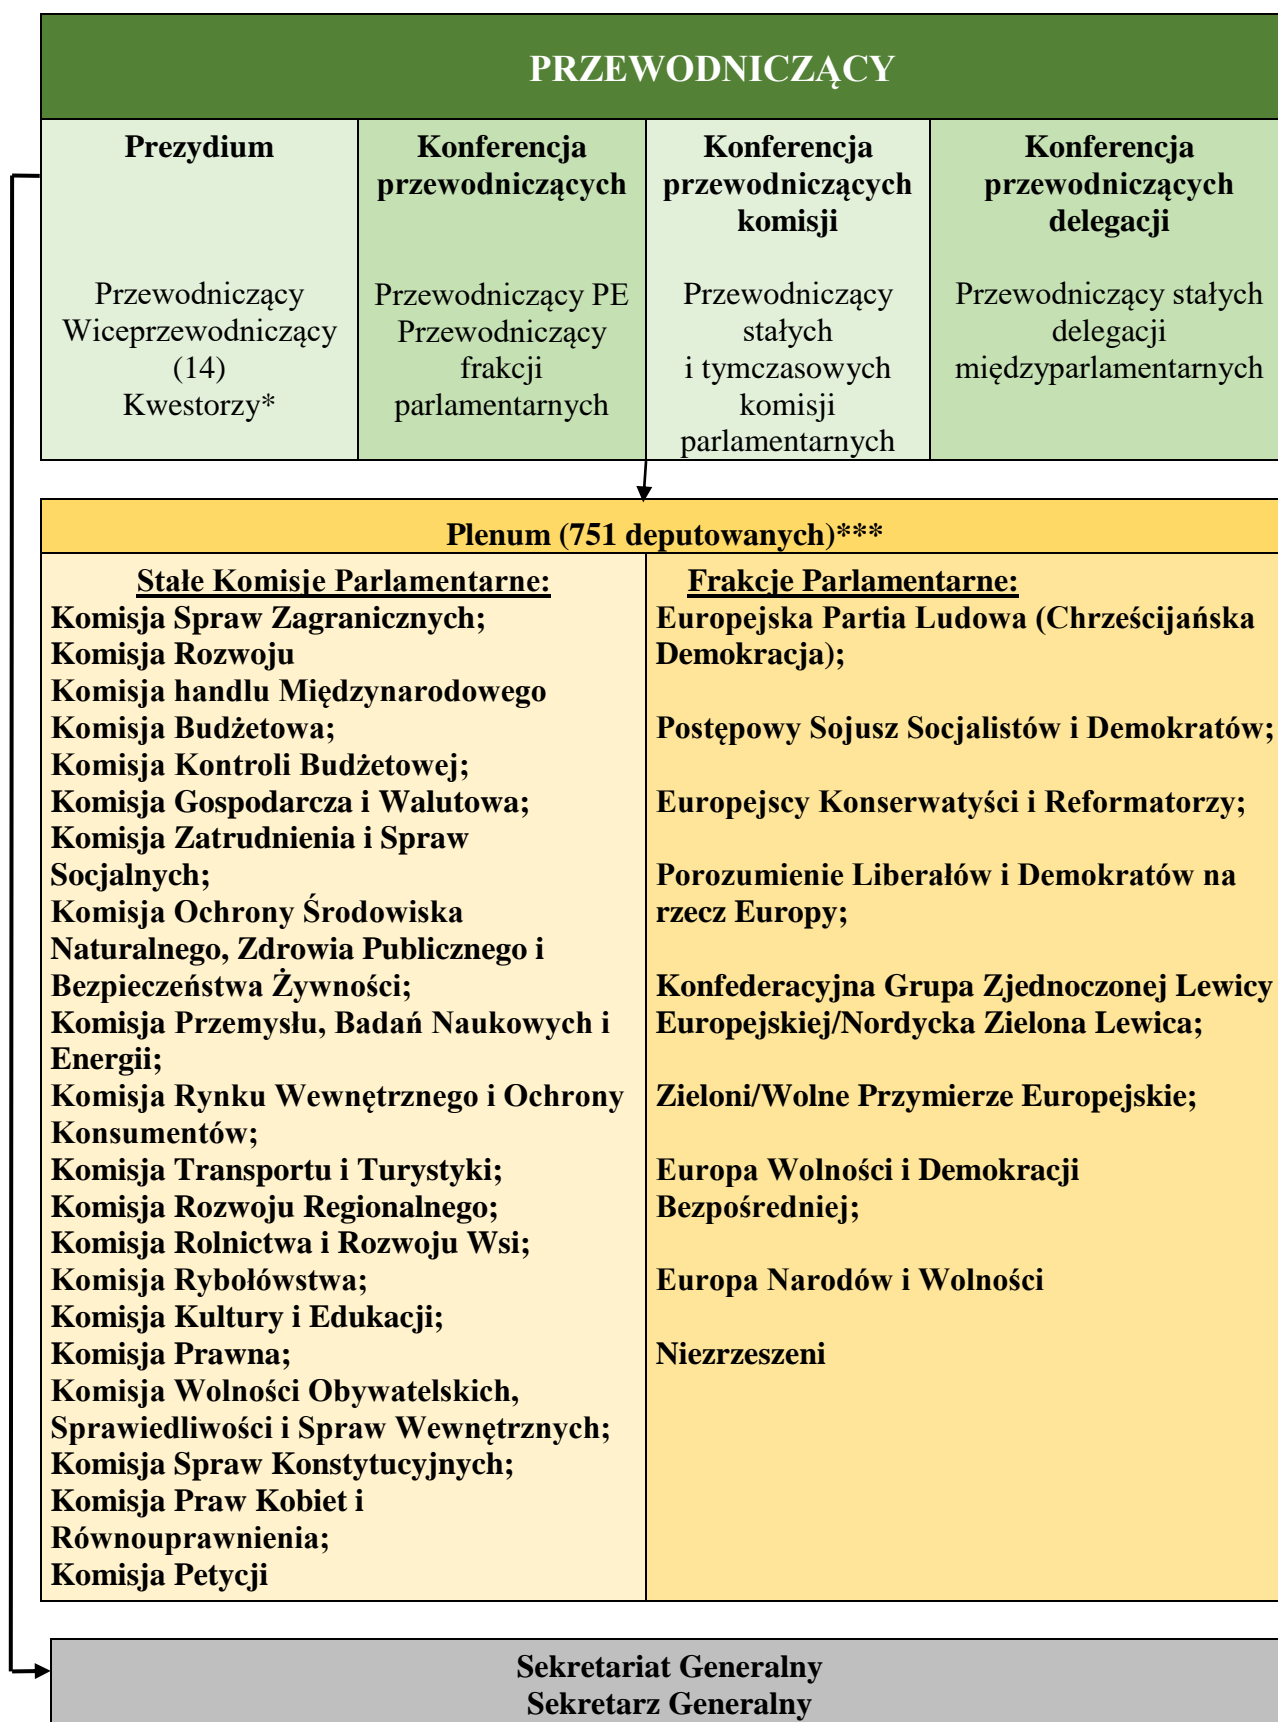 PRZEWODNICZĄCY
Prezydium
Przewodniczący
Wiceprzewodniczący
(14)
Kwestorzy*
Konferencja
przewodniczących
Przewodniczący PE
Przewodniczący
frakcji
parlamentarnych
Konferencja
przewodniczących
komisji
Przewodniczący
stałych
i tymczasowych
komisji
parlamentarnych
Konferencja
przewodniczących
delegacji
Przewodniczący stałych
delegacji
międzyparlamentarnych
Plenum (751 deputowanych)***
Stałe Komisje Parlamentarne:
Komisja Spraw Zagranicznych;
Komisja Rozwoju
Komisja handlu Międzynarodowego
Komisja Budżetowa;
Komisja Kontroli Budżetowej;
Komisja Gospodarcza i Walutowa;
Komisja Zatrudnienia i Spraw
Socjalnych;
Komisja Ochrony Środowiska
Naturalnego, Zdrowia Publicznego i
Bezpieczeństwa Żywności;
Komisja Przemysłu, Badań Naukowych i
Energii;
Komisja Rynku Wewnętrznego i Ochrony
Konsumentów;
Komisja Transportu i Turystyki;
Komisja Rozwoju Regionalnego;
Komisja Rolnictwa i Rozwoju Wsi;
Komisja Rybołówstwa;
Komisja Kultury i Edukacji;
Komisja Prawna;
Komisja Wolności Obywatelskich,
Sprawiedliwości i Spraw Wewnętrznych;
Komisja Spraw Konstytucyjnych;
Komisja Praw Kobiet i
Równouprawnienia;
Komisja Petycji
Frakcje Parlamentarne:
Europejska Partia Ludowa (Chrześcijańska
Demokracja);
Postępowy Sojusz Socjalistów i Demokratów;
Europejscy Konserwatyści i Reformatorzy;
Porozumienie Liberałów i Demokratów na
rzecz Europy;
Konfederacyjna Grupa Zjednoczonej Lewicy
Europejskiej/Nordycka Zielona Lewica;
Zieloni/Wolne Przymierze Europejskie;
Europa Wolności i Demokracji
Bezpośredniej;
Europa Narodów i Wolności
Niezrzeszeni
Sekretariat Generalny
Sekretarz Generalny